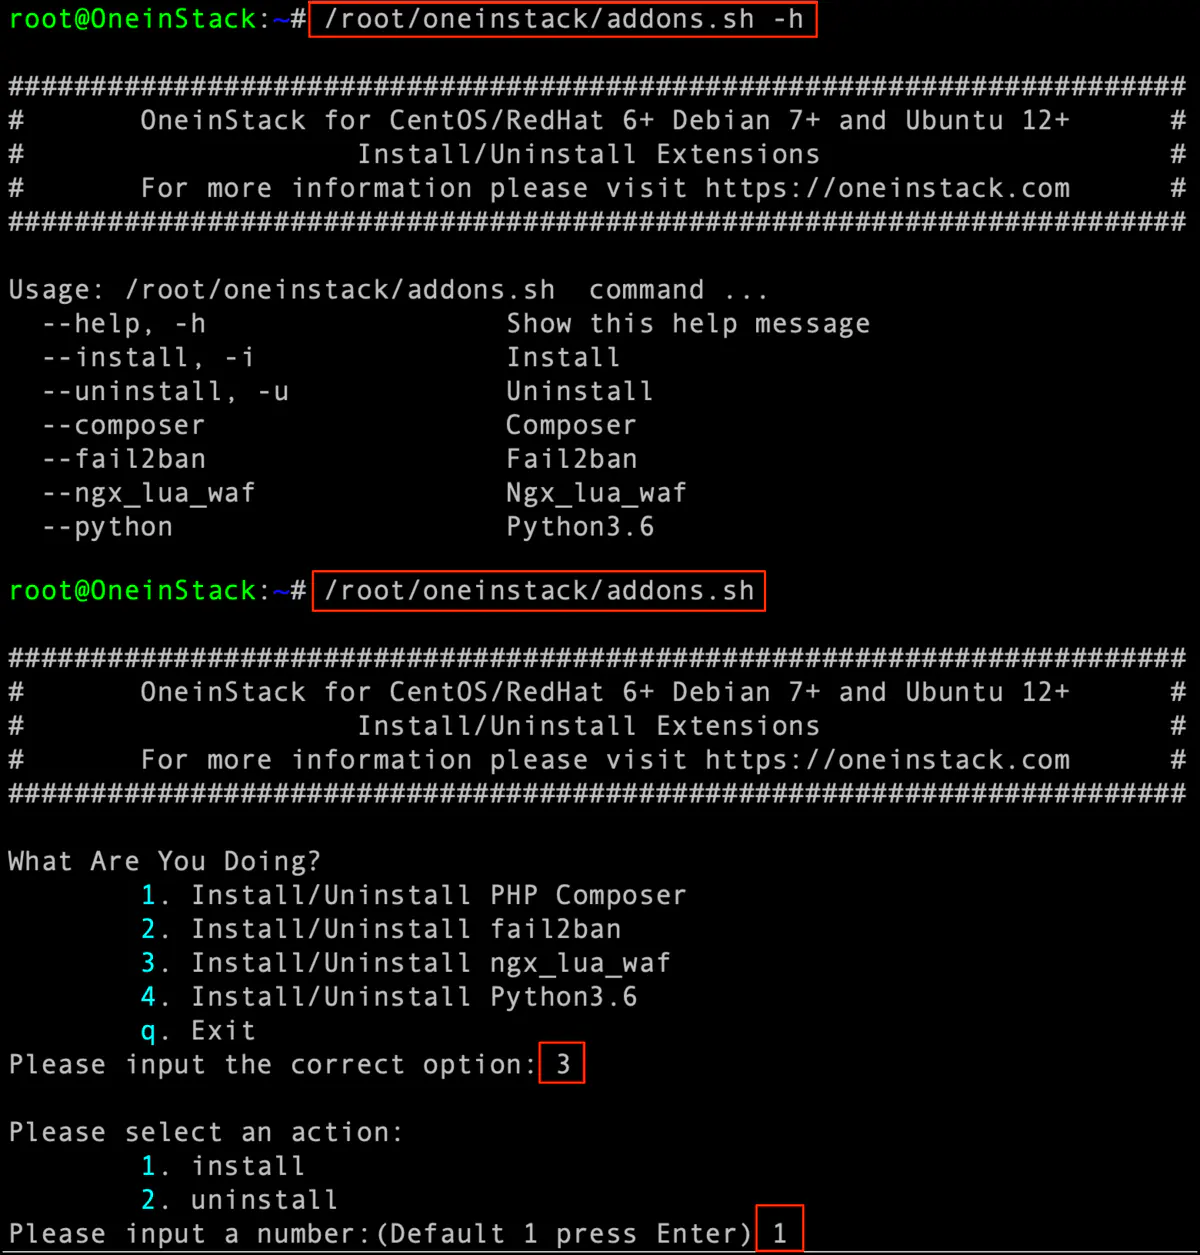 root@OneinStack:~# /root/oneinstack/addons.sh -h
########################################################################
#       OneinStack for CentOS/RedHat 6+ Debian 7+ and Ubuntu 12+      #
#                    Install/Uninstall Extensions                     #
#       For more information please visit https://oneinstack.com      #
########################################################################
Usage: /root/oneinstack/addons.sh  command ...
  --help, -h                  Show this help message
  --install, -i               Install
  --uninstall, -u             Uninstall
  --composer                  Composer
  --fail2ban                  Fail2ban
  --ngx_lua_waf               Ngx_lua_waf
  --python                    Python3.6
root@OneinStack:~# /root/oneinstack/addons.sh
########################################################################
#       OneinStack for CentOS/RedHat 6+ Debian 7+ and Ubuntu 12+      #
#                    Install/Uninstall Extensions                     #
#       For more information please visit https://oneinstack.com      #
########################################################################
What Are You Doing?
        1. Install/Uninstall PHP Composer
        2. Install/Uninstall fail2ban
        3. Install/Uninstall ngx_lua_waf
        4. Install/Uninstall Python3.6
        q. Exit
Please input the correct option: 3
Please select an action:
        1. install
        2. uninstall
Please input a number:(Default 1 press Enter) 1